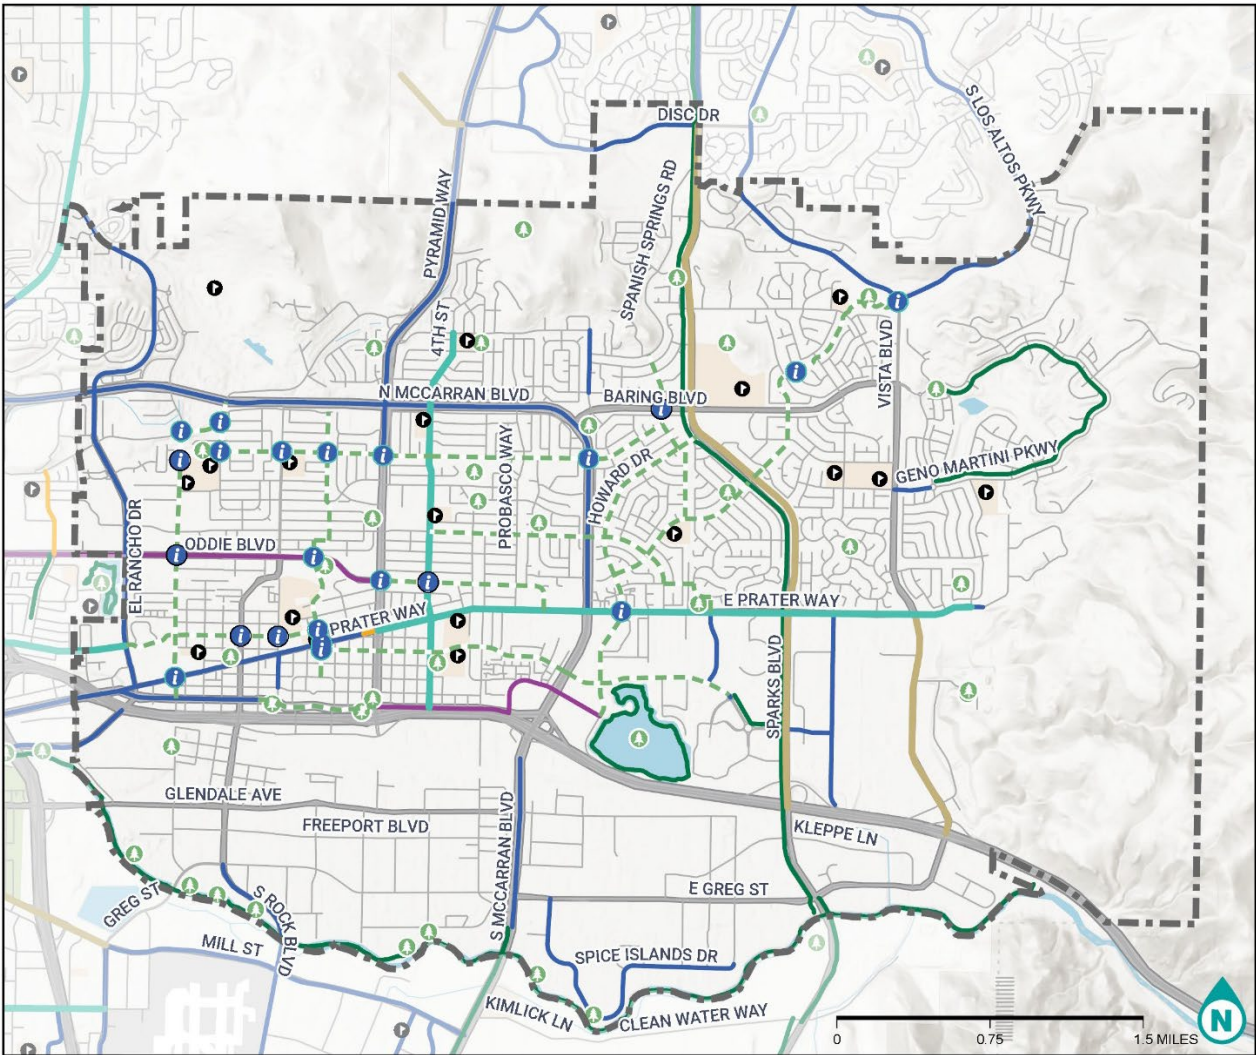 DISC DR
S LOS ALTOS PKWY
SPANISH SPRINGS RD
PYRAMID WAY
4TH ST
N MCCARRAN BLVD
BARING BLVD
VISTA BLVD
PROBASCO WAY
HOWARD DR
GENO MARTINI PKWY
EL RANCHO DR
ODDIE BLVD
PRATER WAY
E PRATER WAY
SPARKS BLVD
GLENDALE AVE
FREEPORT BLVD
S MCCARRAN BLVD
KLEPPE LN
E GREG ST
GREG ST
S ROCK BLVD
MILL ST
SPICE ISLANDS DR
KIMLICK LN
CLEAN WATER WAY
N
0 0.75 1.5 MILES